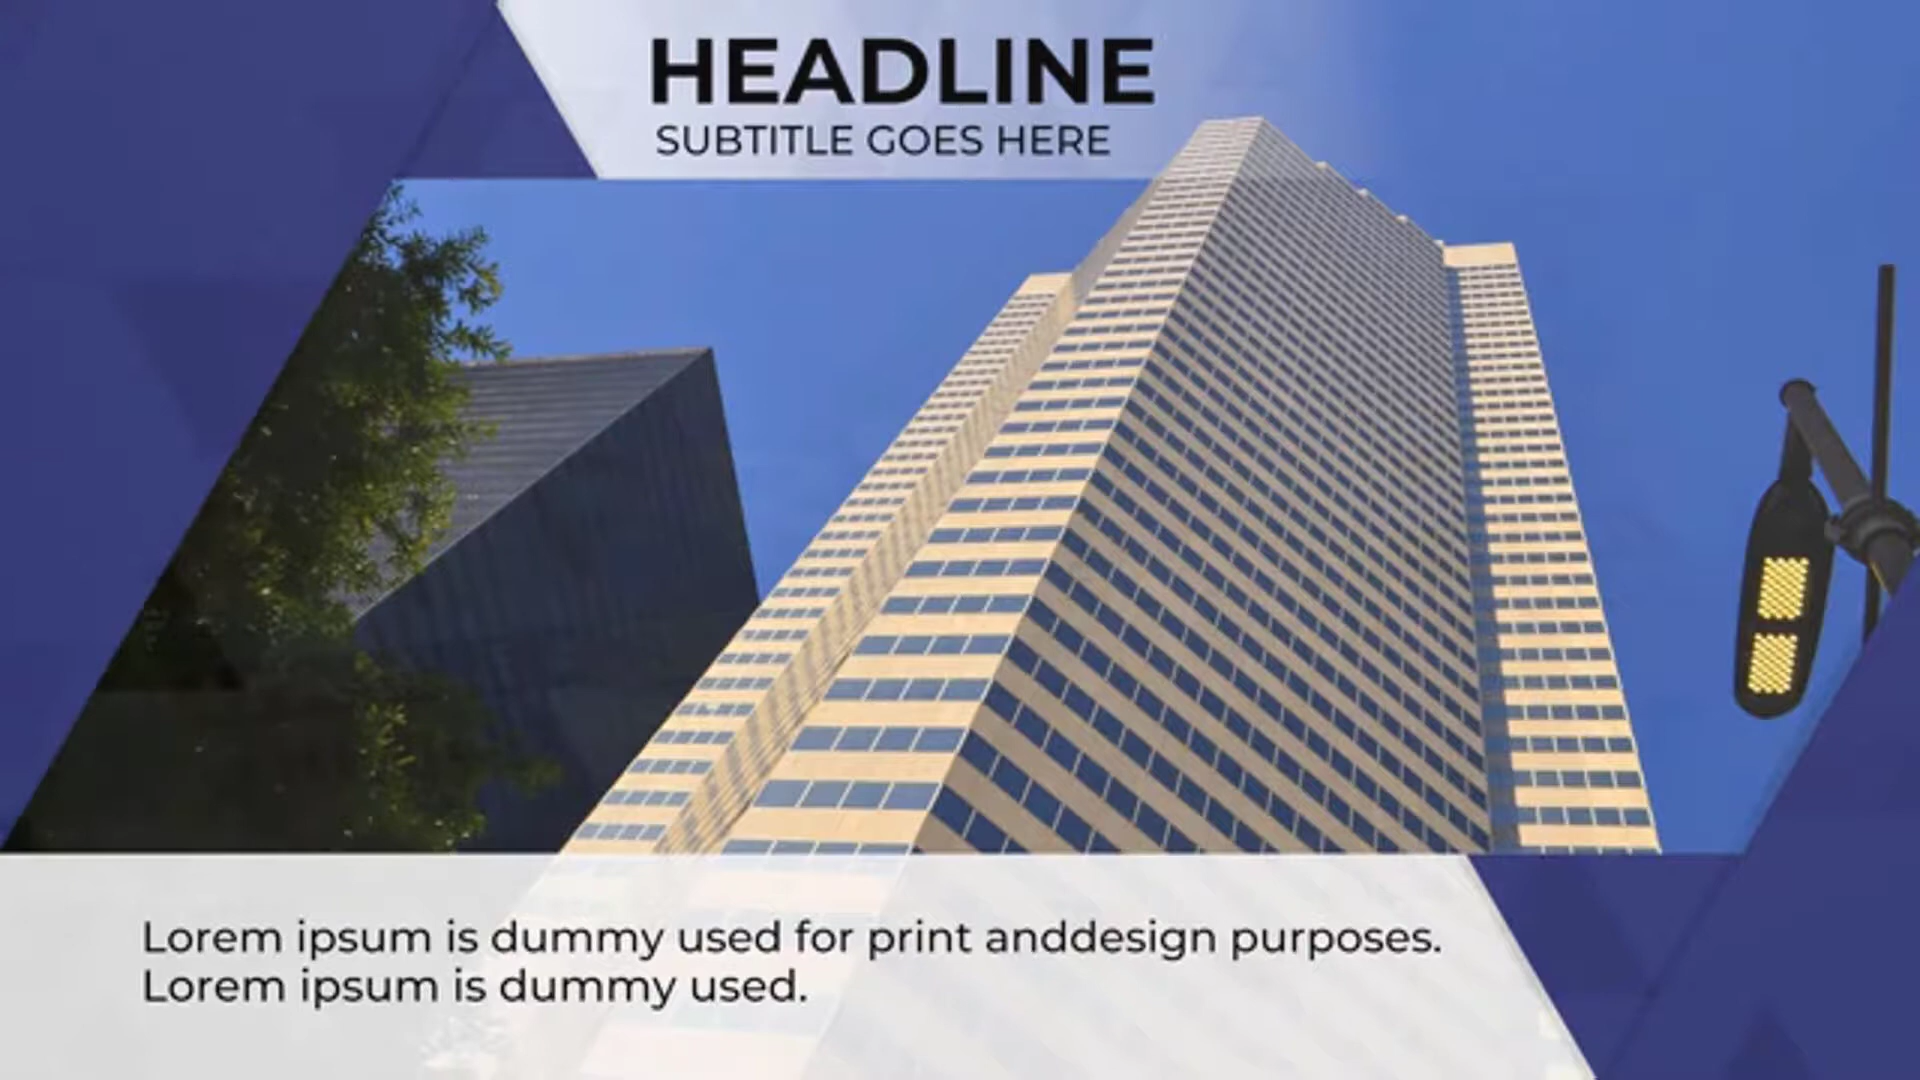 HEADLINE
SUBTITLE GOES HERE
Lorem ipsum is dummy used for print anddesign purposes.
Lorem ipsum is dummy used.